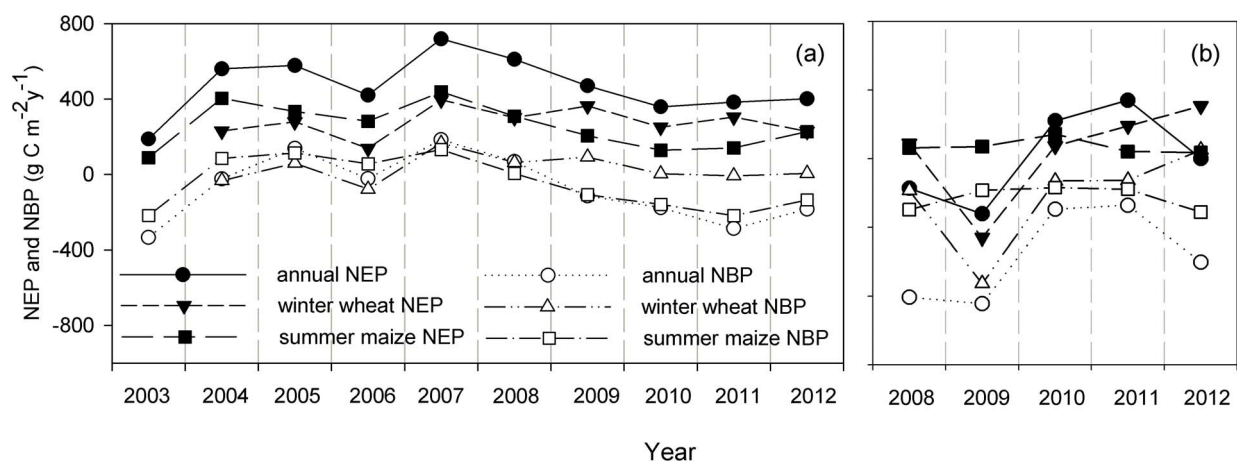 800
400
0
-400
-800
NEP and NBP (g C m-2y-1)
(a)
(b)
annual NEP
annual NBP
winter wheat NEP
winter wheat NBP
summer maize NEP
summer maize NBP
2003 2004 2005 2006 2007 2008 2009 2010 2011 2012
2008 2009 2010 2011 2012
Year